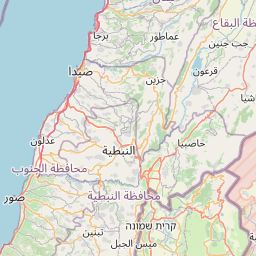 محافظة البقاع
عماطور
برجا
جب جنين
صيدا
جزين
قرعون
عدلون
النبطية
حاصبيا
محافظة الجنوب
محافظة النبطية
صور
קרית שמונה
تبنين
ميس الجبل